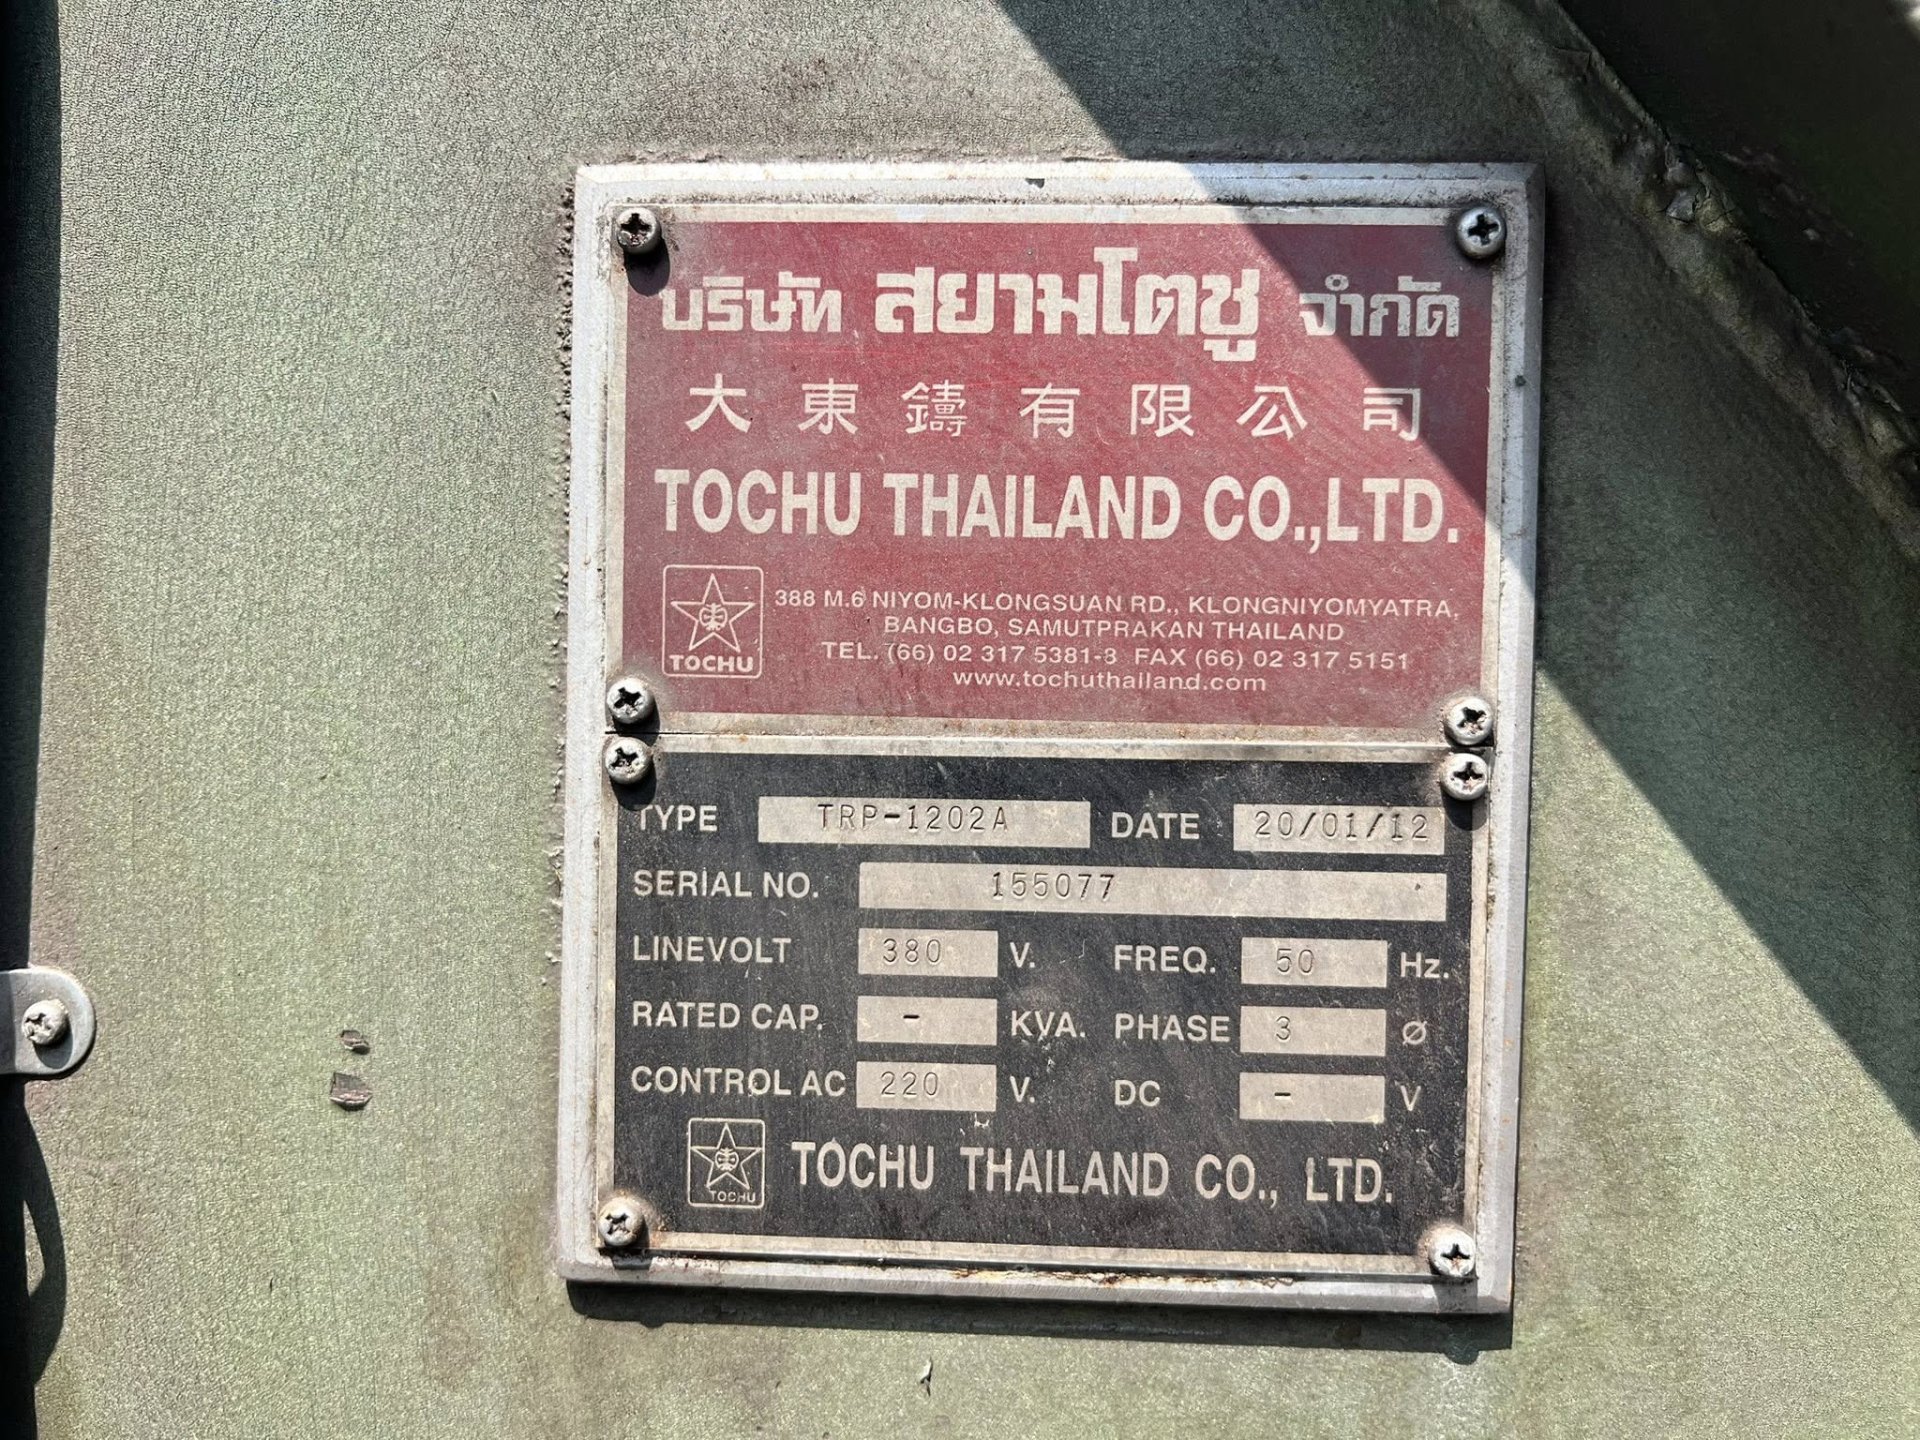 บริษัท สยามโตชู จำกัด
大東鑄有限公司
TOCHU THAILAND CO.,LTD.
TOCHU
388 M.6 NIYOM-KLONGSUAN RD., KLONGNIYOMYATRA,
BANGBO, SAMUTPRAKAN THAILAND
TEL. (66) 02 317 5381-3 FAX (66) 02 317 5151
www.tochuthailand.com
TYPE TRP-1202A DATE 20/01/12
SERIAL NO. 155077
LINEVOLT 380 V. FREQ. 50 Hz.
RATED CAP. - KVA. PHASE 3 Ø
CONTROL AC 220 V. DC - V
TOCHU
TOCHU THAILAND CO., LTD.